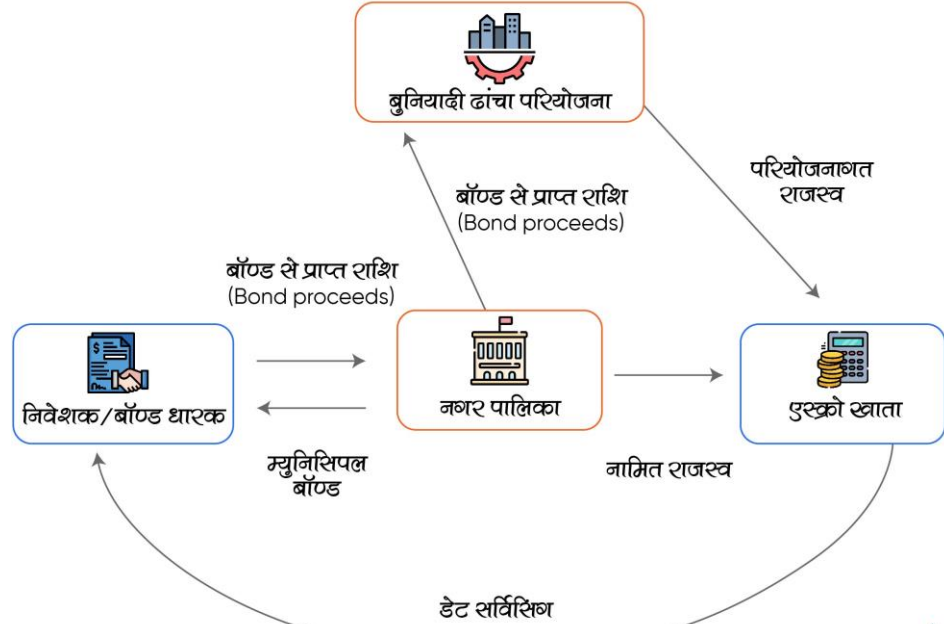 बुनियादी ढांचा परियोजना
परियोजनागत
राजस्व
बॉण्ड से प्राप्त राशि
(Bond proceeds)
बॉण्ड से प्राप्त राशि
(Bond proceeds)
निवेशक/बॉण्ड धारक
नगर पालिका
एस्क्रो खाता
म्युनिसिपल
बॉण्ड
नामित राजस्व
डेट सर्विसिंग